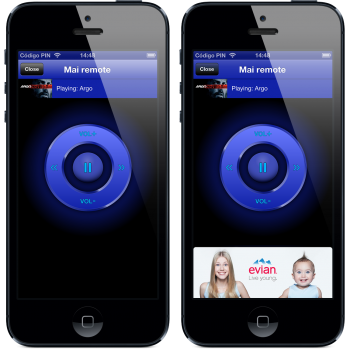 Código PIN 14:48
Close Mai remote
Playing: Argo
VOL+
VOL-
Código PIN 14:48
Close Mai remote
Playing: Argo
VOL+
VOL-
evian.
Live young.